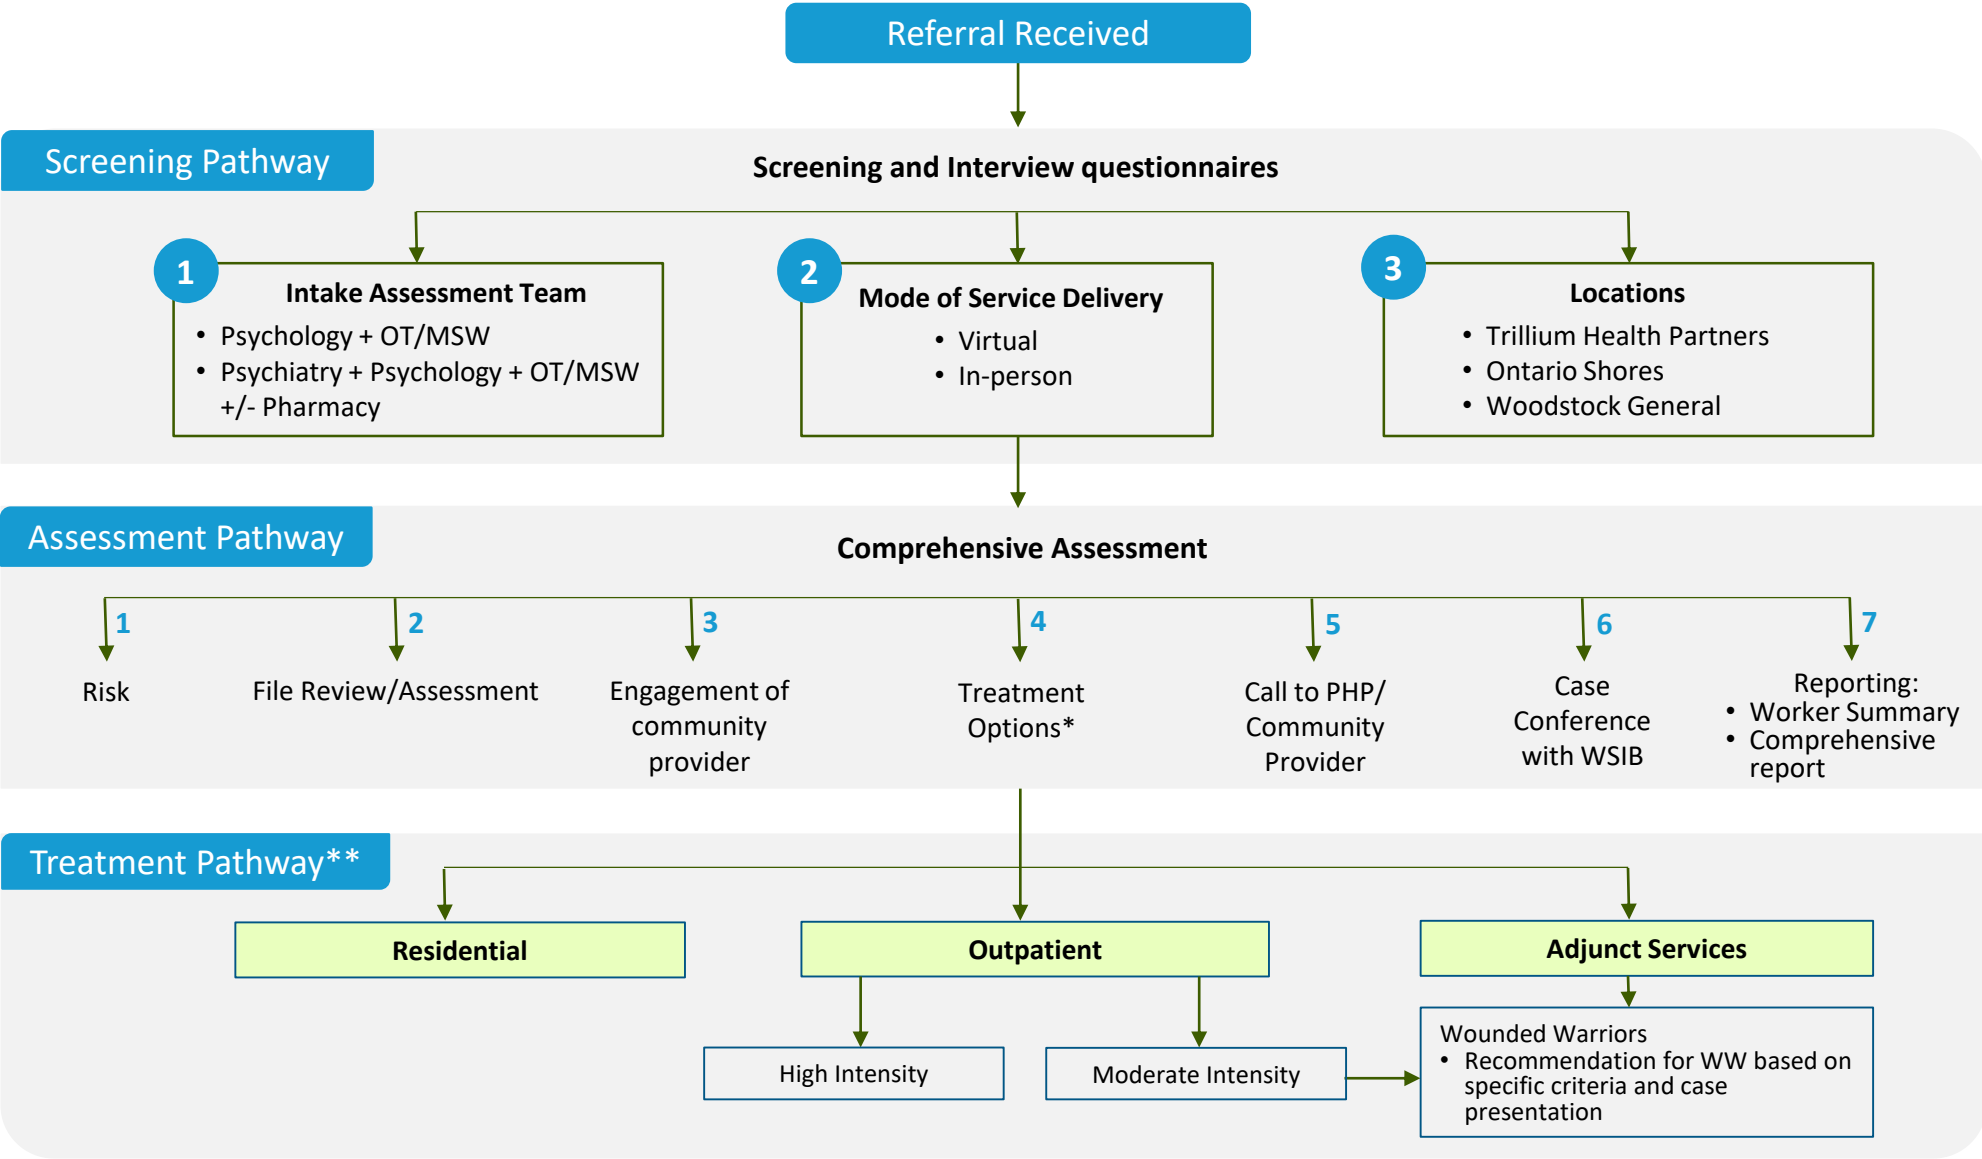 Referral Received
Screening Pathway
Screening and Interview questionnaires
1
Intake Assessment Team
• Psychology + OT/MSW
• Psychiatry + Psychology + OT/MSW
+/- Pharmacy
2
Mode of Service Delivery
• Virtual
• In-person
3
Locations
• Trillium Health Partners
• Ontario Shores
• Woodstock General
Assessment Pathway
Comprehensive Assessment
1
Risk
2
File Review/Assessment
3
Engagement of
community
provider
4
Treatment
Options*
5
Call to PHP/
Community
Provider
6
Case
Conference
with WSIB
7
Reporting:
• Worker Summary
• Comprehensive
report
Treatment Pathway**
Residential
Outpatient
Adjunct Services
High Intensity
Moderate Intensity
Wounded Warriors
• Recommendation for WW based on
specific criteria and case
presentation